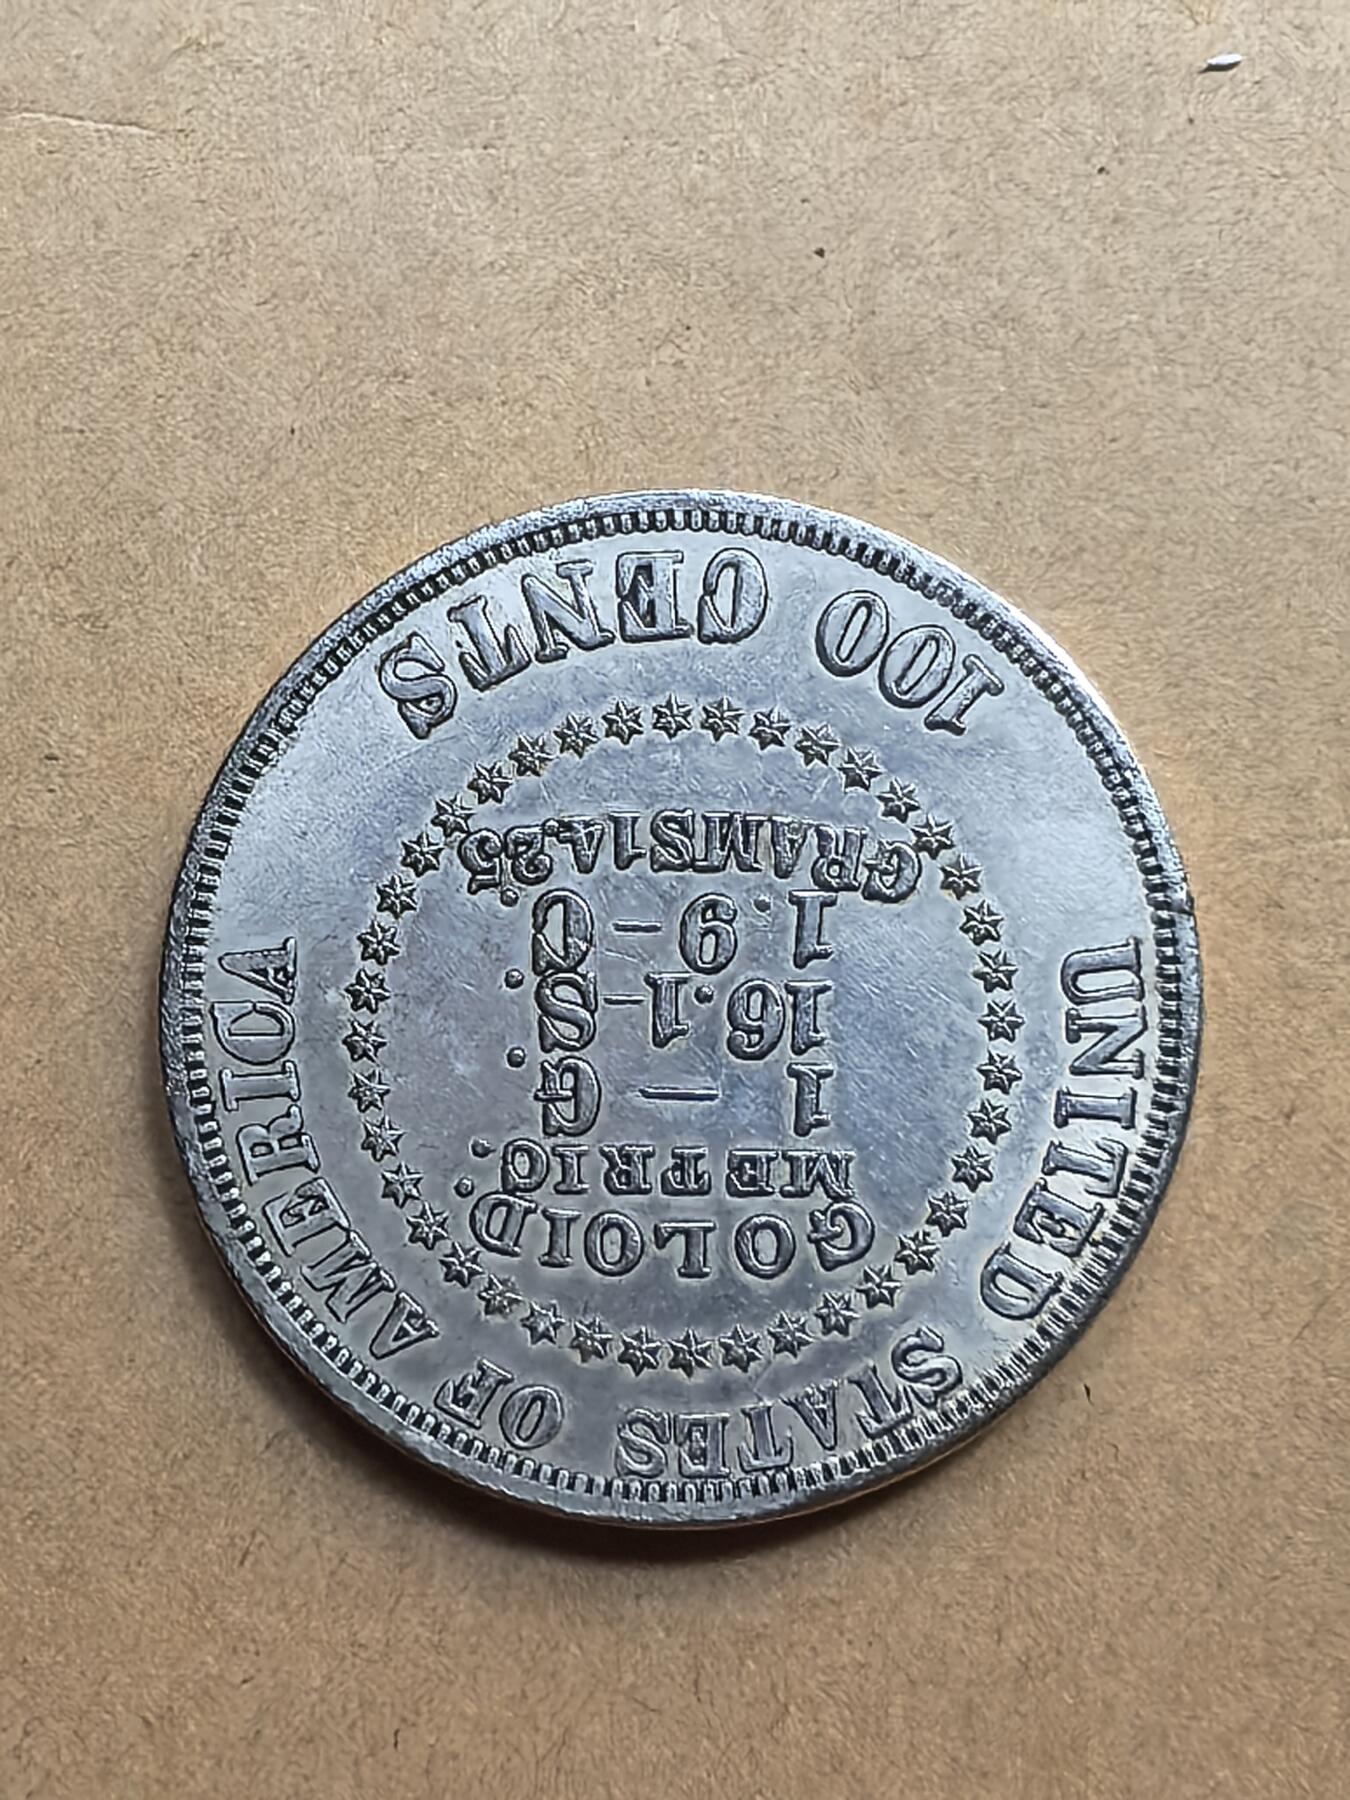 UNITED STATES OF AMERICA
GOLOID.
METRIC.
1 – G.
16.1 – S.
1.9 – C.
GRAMS 14.25.
100 CENTS